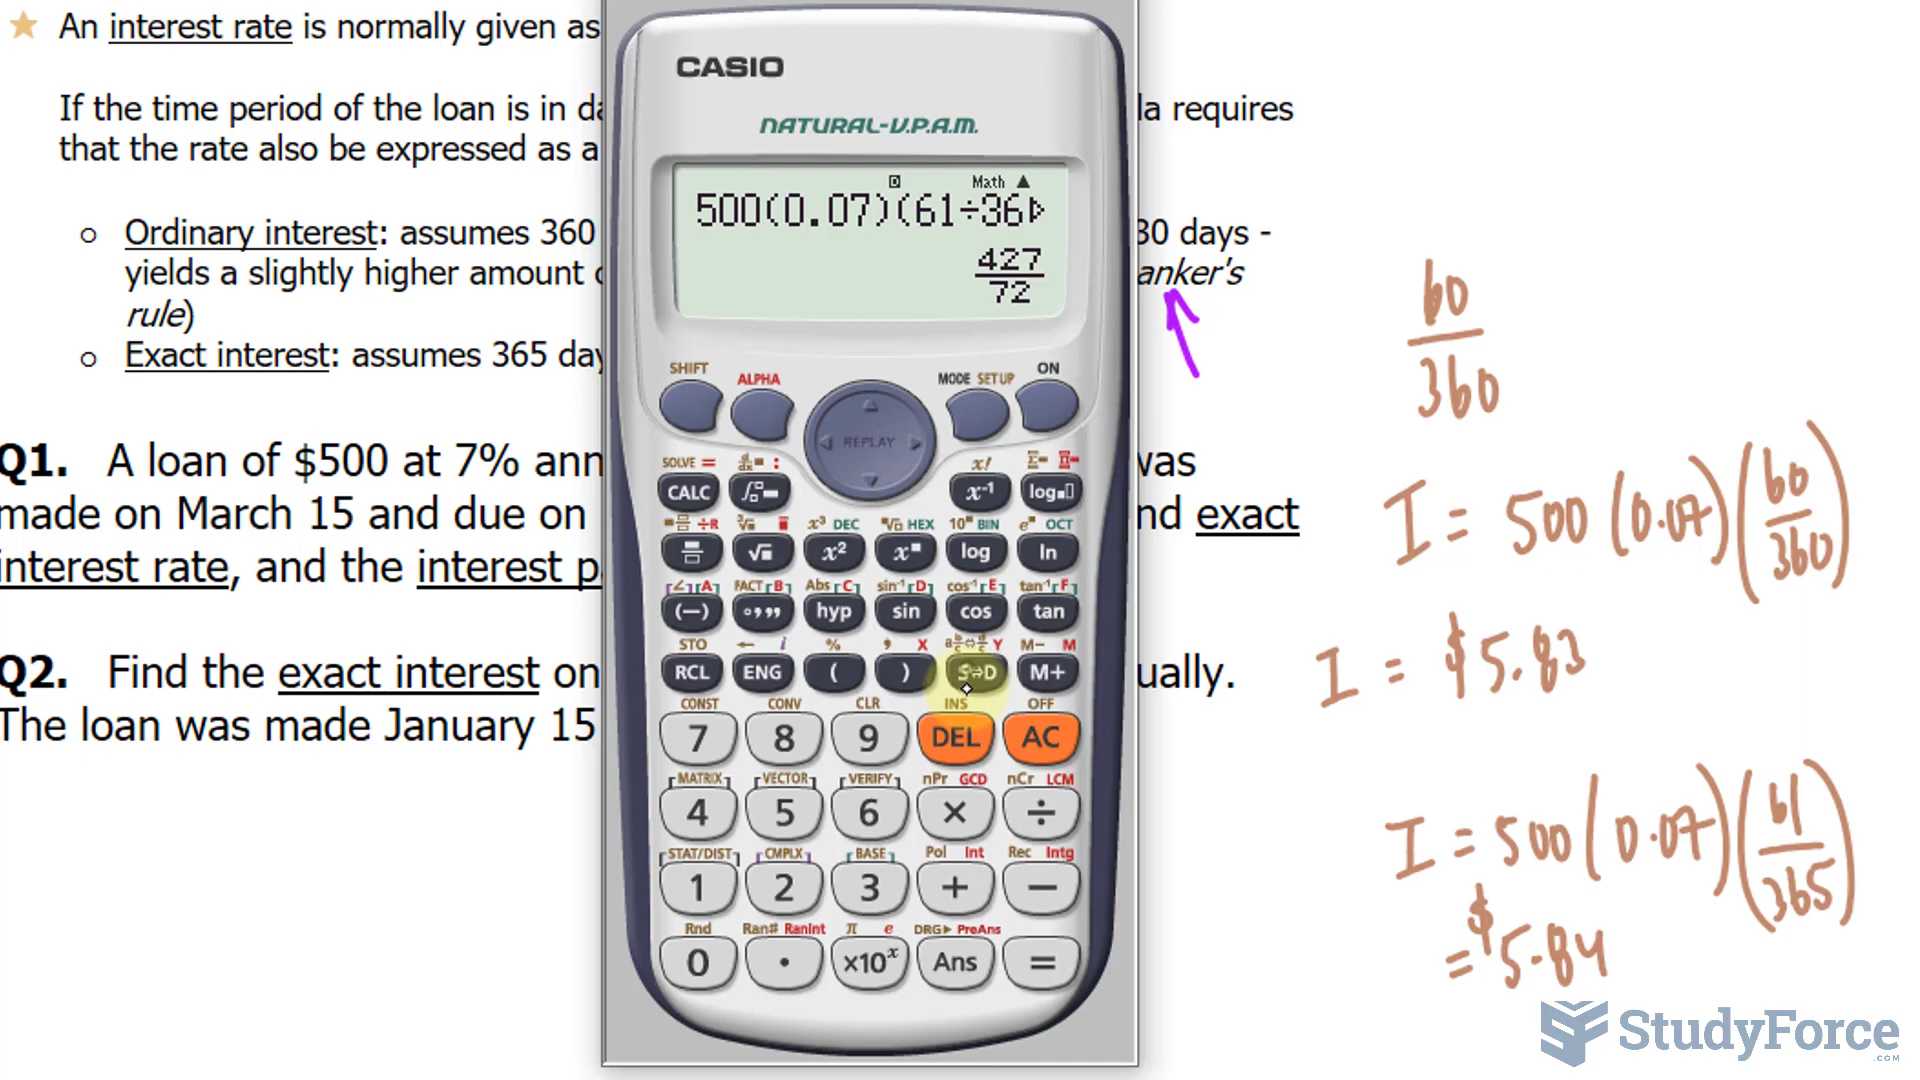 An interest rate is normally given as
If the time period of the loan is in da
la requires
that the rate also be expressed as a
Ordinary interest: assumes 360
30 days -
yields a slightly higher amount
anker's
rule)
Exact interest: assumes 365 day
Q1. A loan of $500 at 7% ann
was
made on March 15 and due on
nd exact
interest rate, and the interest p
Q2. Find the exact interest on
ually.
The loan was made January 15
CASIO
NATURAL-V.P.A.M.
D Math ▲
500(0.07)(61÷36
427
72
SHIFT ALPHA MODE SETUP ON
REPLAY
SOLVE = d/dx = : x! Σ= Π=
CALC ∫ x⁻¹ log
÷R ∛ x³ DEC HEX 10 BIN e OCT
√ x² x log ln
∠ A FACT B Abs C sin⁻¹ D cos⁻¹ E tan⁻¹ F
(−) °,,, hyp sin cos tan
STO ← i % , X a b/c⇔d/c Y M− M
RCL ENG ( ) S⇔D M+
CONST CONV CLR INS OFF
7 8 9 DEL AC
MATRIX VECTOR VERIFY nPr GCD nCr LCM
4 5 6 × ÷
STAT/DIST CMPLX BASE Pol Int Rec Intg
1 2 3 + −
Rnd Ran# RanInt π e DRG▶ PreAns
0 . ×10ˣ Ans =
60
360
I = 500 (0.07)(60/360)
I = $5.83
I = 500(0.07)(61/365)
= $5.84
StudyForce
.COM